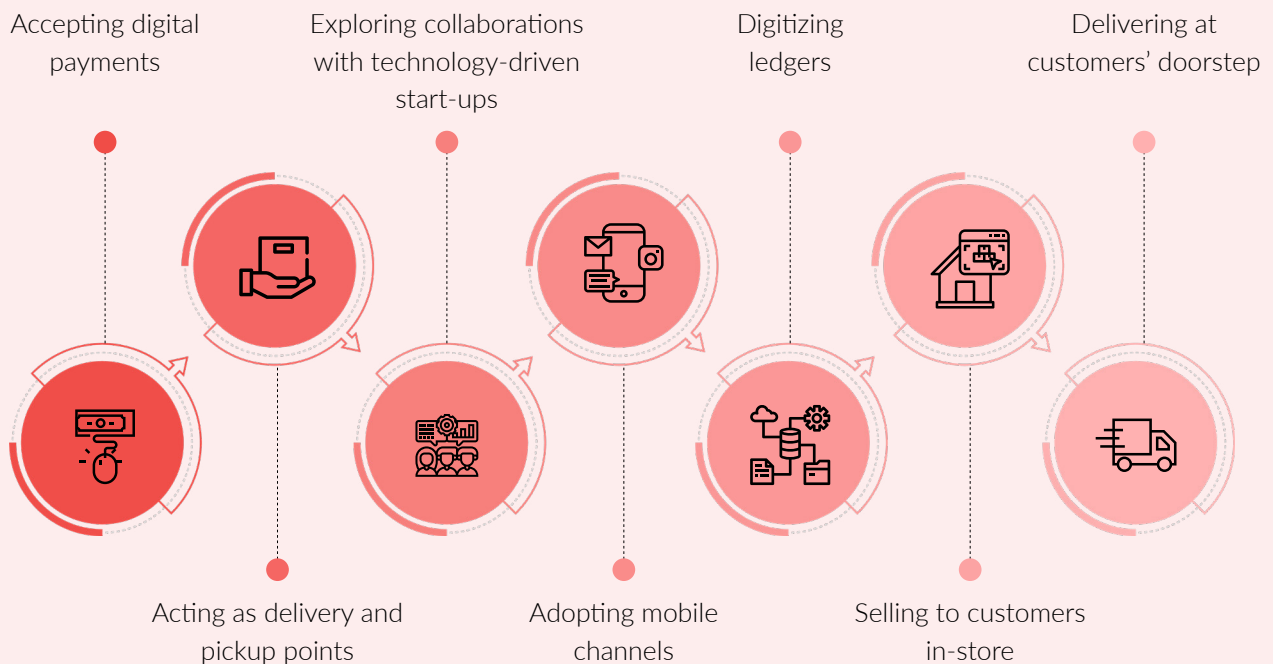 Accepting digital
payments
Exploring collaborations
with technology-driven
start-ups
Digitizing
ledgers
Delivering at
customers’ doorstep
Acting as delivery and
pickup points
Adopting mobile
channels
Selling to customers
in-store